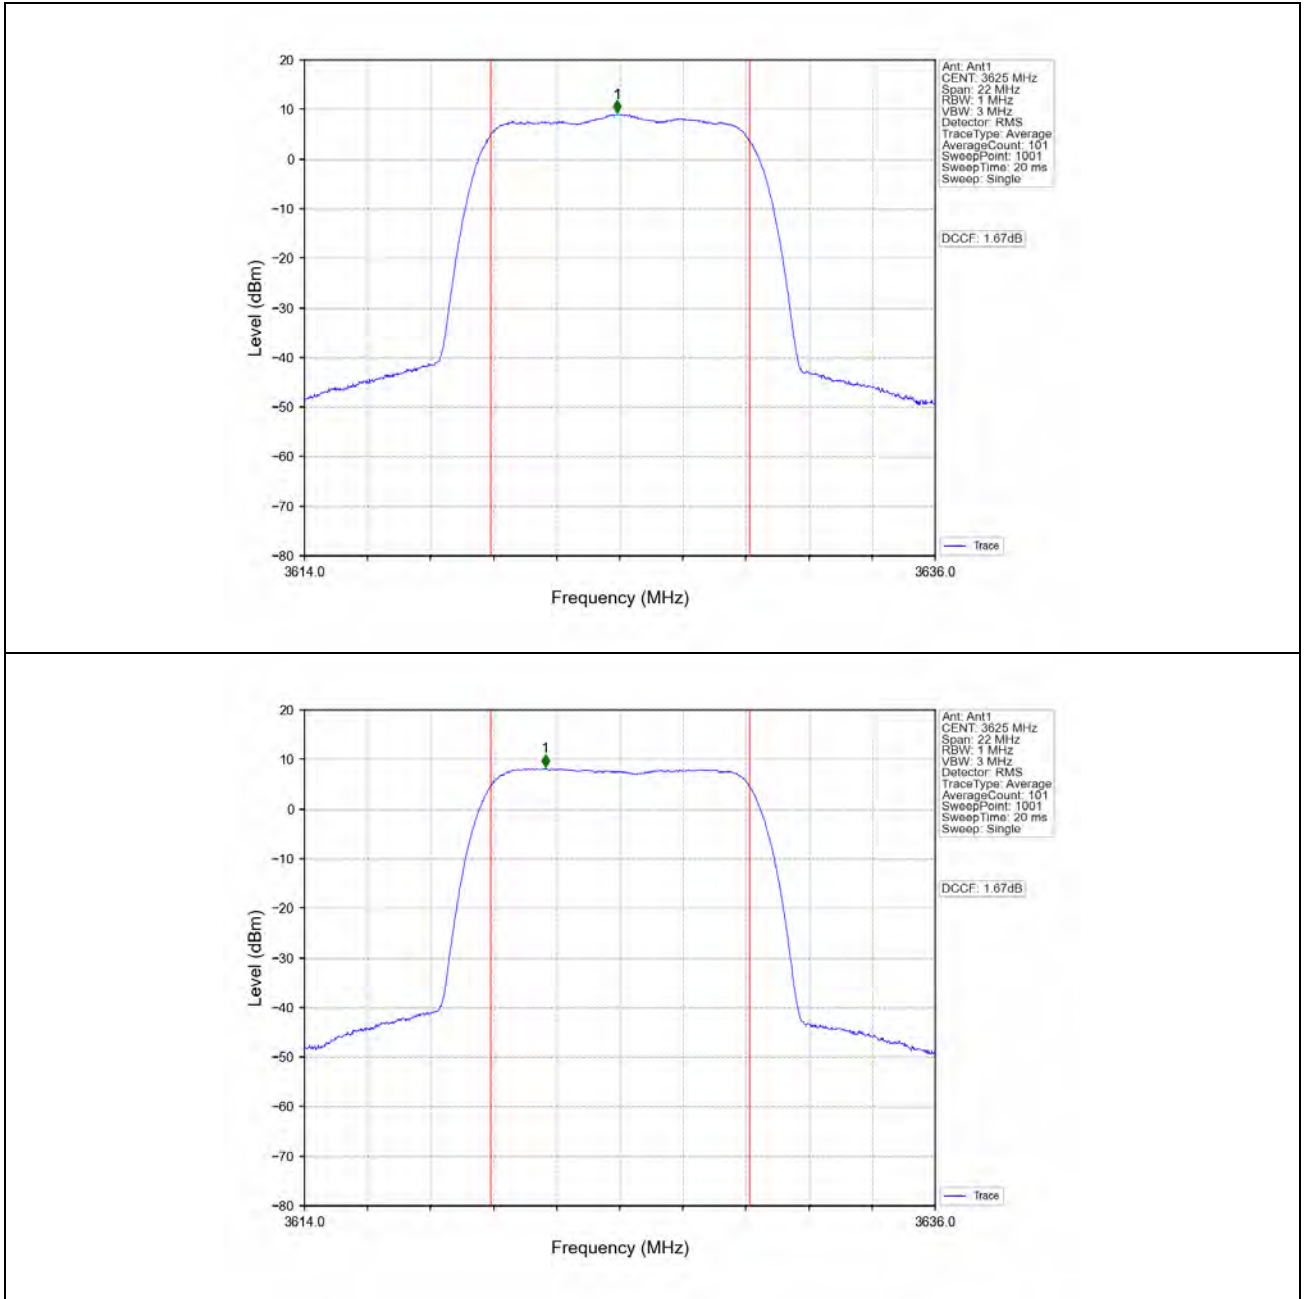 20
10
0
−10
−20
−30
−40
−50
−60
−70
−80
Level (dBm)
1
3614.0
3636.0
Frequency (MHz)
Ant: Ant1
CENT: 3625 MHz
Span: 22 MHz
RBW: 1 MHz
VBW: 3 MHz
Detector: RMS
TraceType: Average
AverageCount: 101
SweepPoint: 1001
SweepTime: 20 ms
Sweep: Single
DCCF: 1.67dB
Trace
20
10
0
−10
−20
−30
−40
−50
−60
−70
−80
Level (dBm)
1
3614.0
3636.0
Frequency (MHz)
Ant: Ant1
CENT: 3625 MHz
Span: 22 MHz
RBW: 1 MHz
VBW: 3 MHz
Detector: RMS
TraceType: Average
AverageCount: 101
SweepPoint: 1001
SweepTime: 20 ms
Sweep: Single
DCCF: 1.67dB
Trace